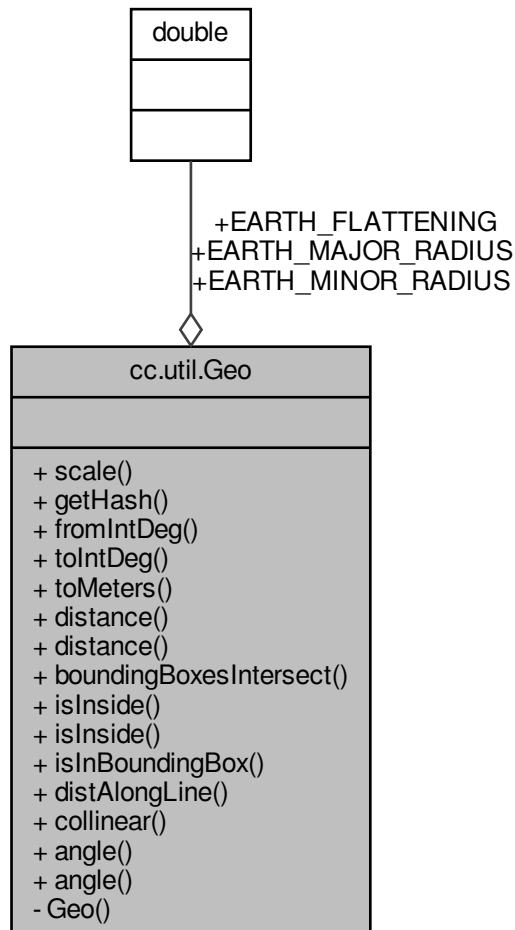 double
+EARTH_FLATTENING
+EARTH_MAJOR_RADIUS
+EARTH_MINOR_RADIUS
cc.util.Geo
+ scale()
+ getHash()
+ fromIntDeg()
+ toIntDeg()
+ toMeters()
+ distance()
+ distance()
+ boundingBoxesIntersect()
+ isInside()
+ isInside()
+ isInBoundingBox()
+ distAlongLine()
+ collinear()
+ angle()
+ angle()
- Geo()